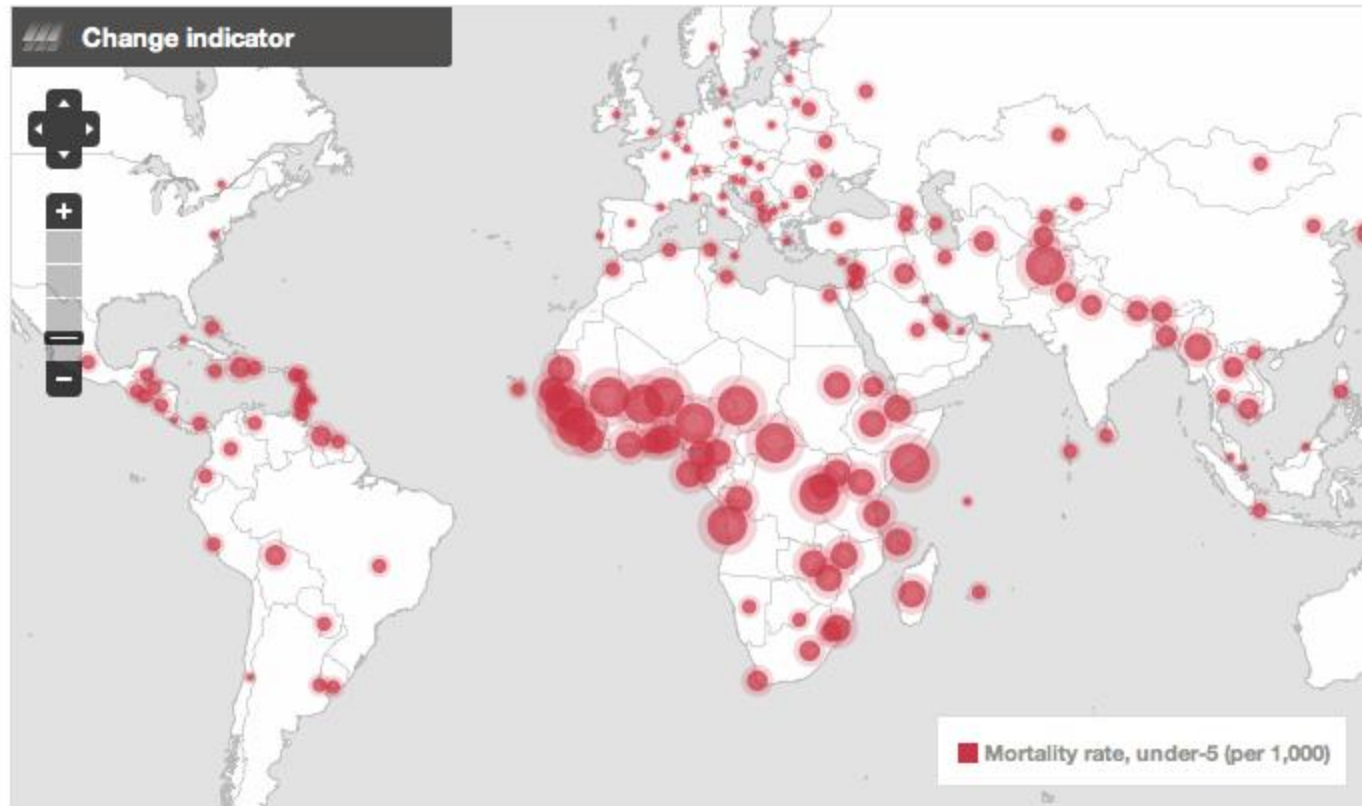 Change indicator
+
−
Mortality rate, under-5 (per 1,000)